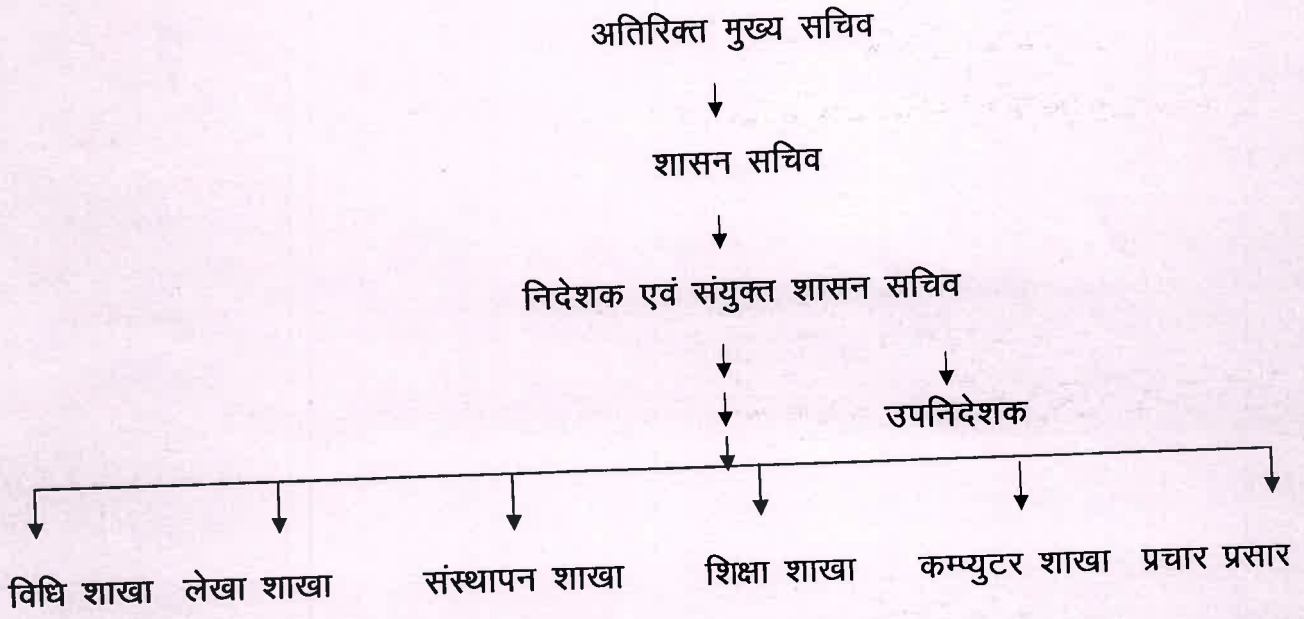 अतिरिक्त मुख्य सचिव
शासन सचिव
निदेशक एवं संयुक्त शासन सचिव
उपनिदेशक
विधि शाखा लेखा शाखा संस्थापन शाखा शिक्षा शाखा कम्प्युटर शाखा प्रचार प्रसार